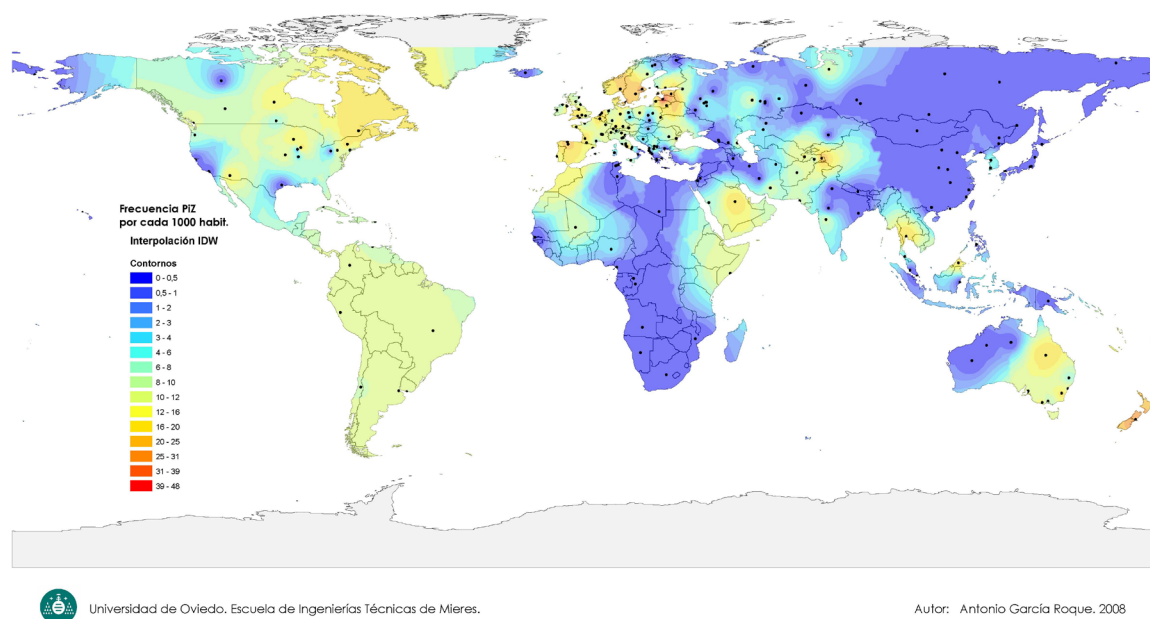 Frecuencia PiZ
por cada 1000 habit.
Interpolación IDW
Contornos
0 - 0,5
0,5 - 1
1 - 2
2 - 3
3 - 4
4 - 6
6 - 8
8 - 10
10 - 12
12 - 16
16 - 20
20 - 25
25 - 31
31 - 39
39 - 48
Universidad de Oviedo. Escuela de Ingenierías Técnicas de Mieres.
Autor: Antonio García Roque. 2008